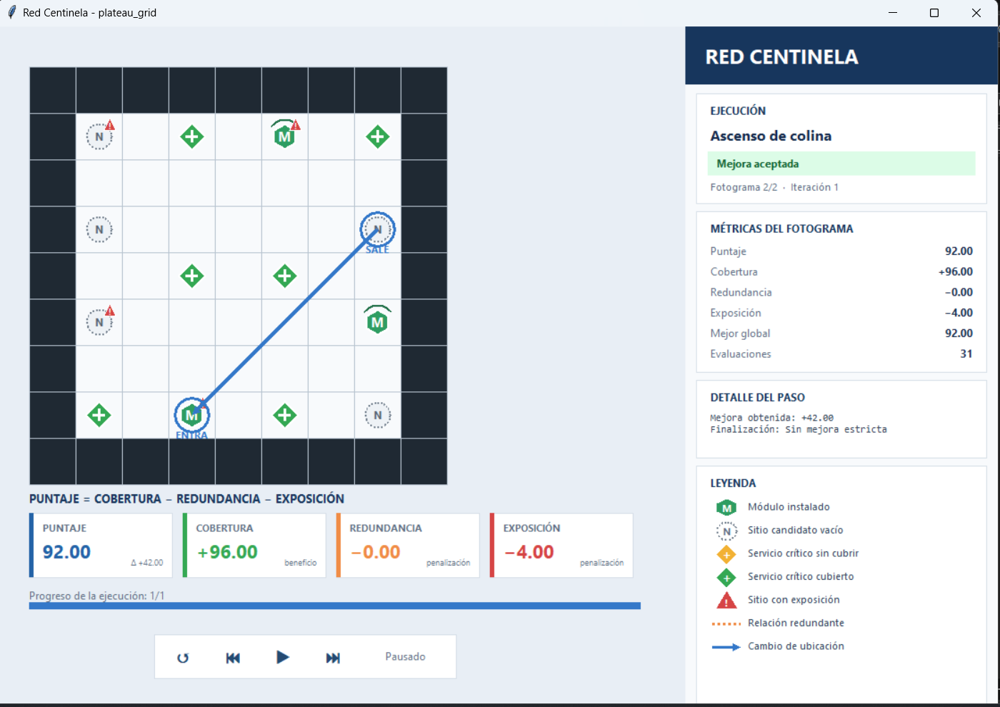 Red Centinela - plateau_grid
N
M
N
N
SALE
N
M
M
ENTRA
N
PUNTAJE = COBERTURA − REDUNDANCIA − EXPOSICIÓN
PUNTAJE
92.00
Δ +42.00
COBERTURA
+96.00
beneficio
REDUNDANCIA
−0.00
penalización
EXPOSICIÓN
−4.00
penalización
Progreso de la ejecución: 1/1
Pausado
RED CENTINELA
EJECUCIÓN
Ascenso de colina
Mejora aceptada
Fotograma 2/2 · Iteración 1
MÉTRICAS DEL FOTOGRAMA
Puntaje 92.00
Cobertura +96.00
Redundancia −0.00
Exposición −4.00
Mejor global 92.00
Evaluaciones 31
DETALLE DEL PASO
Mejora obtenida: +42.00
Finalización: Sin mejora estricta
LEYENDA
M Módulo instalado
N Sitio candidato vacío
Servicio crítico sin cubrir
Servicio crítico cubierto
Sitio con exposición
Relación redundante
Cambio de ubicación